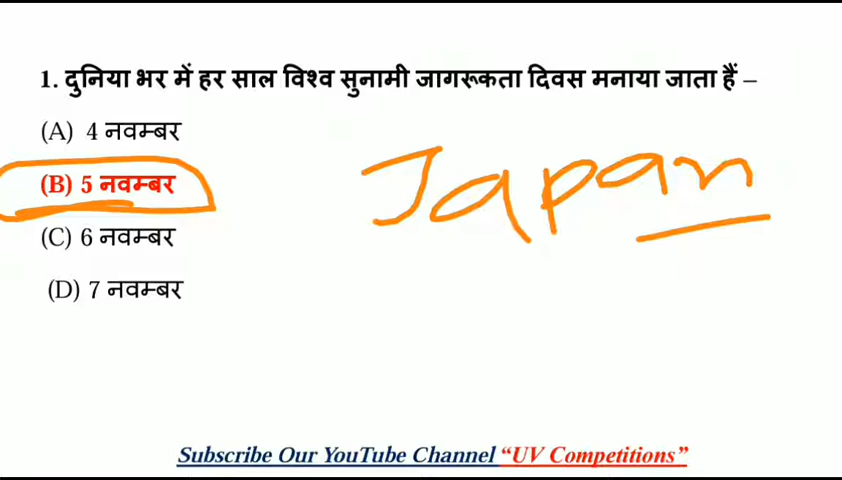 1. दुनिया भर में हर साल विश्व सुनामी जागरूकता दिवस मनाया जाता हैं –
(A) 4 नवम्बर
(B) 5 नवम्बर
Japan
(C) 6 नवम्बर
(D) 7 नवम्बर
Subscribe Our YouTube Channel “UV Competitions”